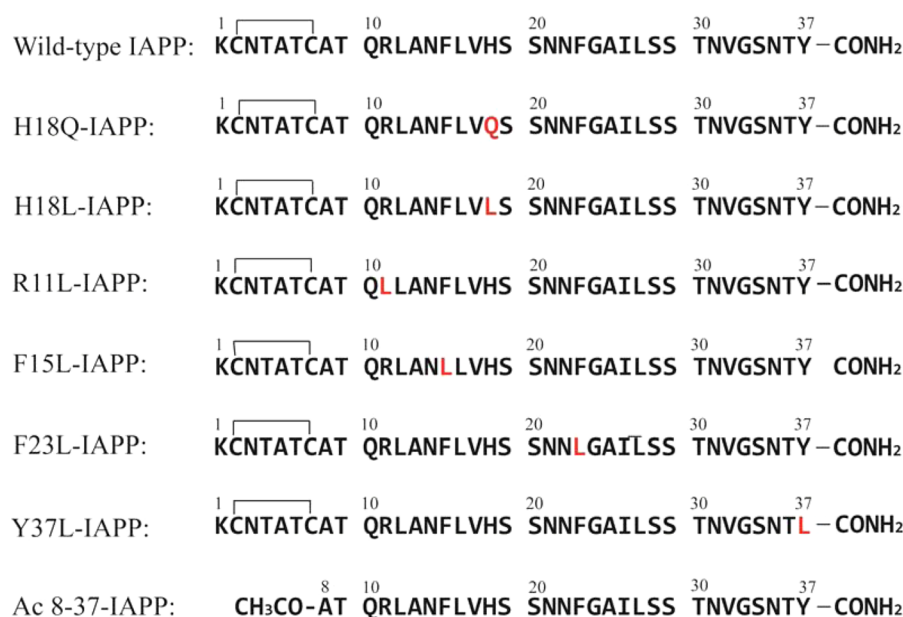 1 10 20 30 37
Wild-type IAPP: KCNTATCAT QRLANFLVHS SNNFGAILSS TNVGSNTY–CONH₂
1 10 20 30 37
H18Q-IAPP: KCNTATCAT QRLANFLVQS SNNFGAILSS TNVGSNTY–CONH₂
1 10 20 30 37
H18L-IAPP: KCNTATCAT QRLANFLVLS SNNFGAILSS TNVGSNTY–CONH₂
1 10 20 30 37
R11L-IAPP: KCNTATCAT QLLANFLVHS SNNFGAILSS TNVGSNTY–CONH₂
1 10 20 30 37
F15L-IAPP: KCNTATCAT QRLANLLVHS SNNFGAILSS TNVGSNTY CONH₂
1 10 20 30 37
F23L-IAPP: KCNTATCAT QRLANFLVHS SNNLGAILSS TNVGSNTY–CONH₂
1 10 20 30 37
Y37L-IAPP: KCNTATCAT QRLANFLVHS SNNFGAILSS TNVGSNTL–CONH₂
8 10 20 30 37
Ac 8-37-IAPP: CH₃CO-AT QRLANFLVHS SNNFGAILSS TNVGSNTY–CONH₂